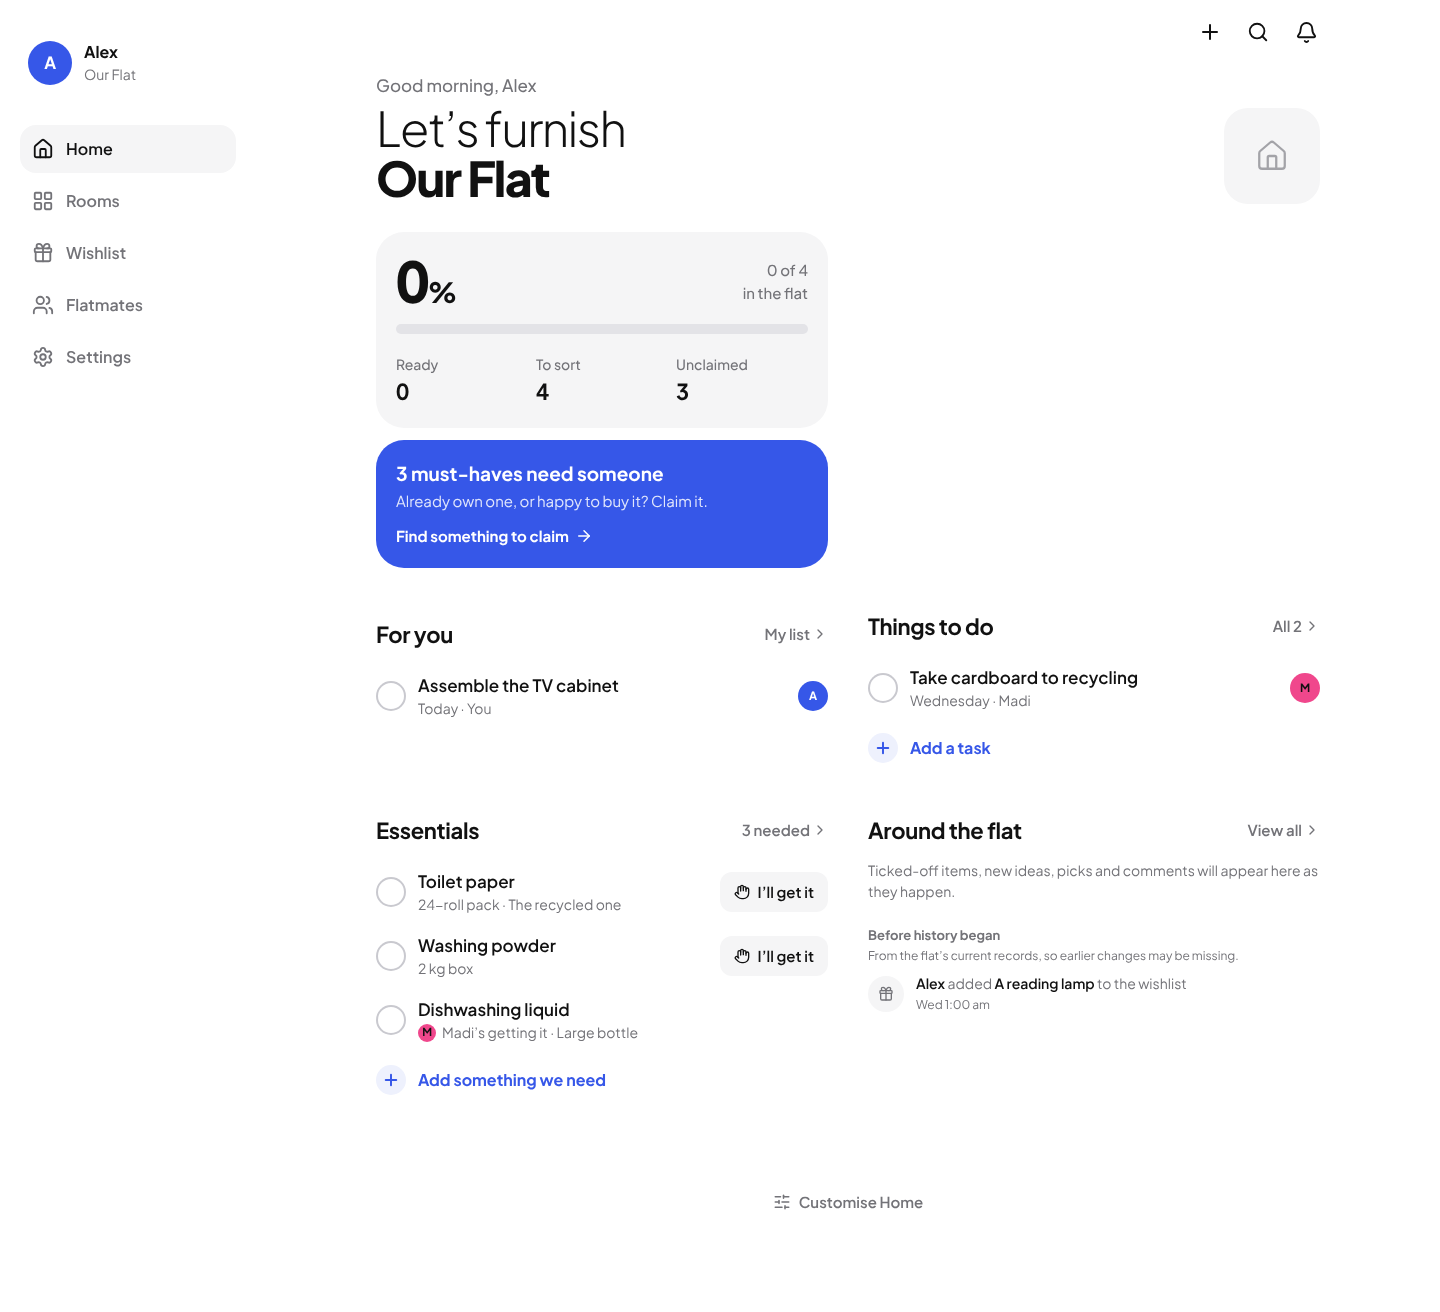 A
Alex
Our Flat
Home
Rooms
Wishlist
Flatmates
Settings
Good morning, Alex
Let’s furnish
Our Flat
0%
0 of 4
in the flat
Ready
0
To sort
4
Unclaimed
3
3 must-haves need someone
Already own one, or happy to buy it? Claim it.
Find something to claim
For you
My list
Assemble the TV cabinet
Today · You
A
Things to do
All 2
Take cardboard to recycling
Wednesday · Madi
M
Add a task
Essentials
3 needed
Toilet paper
24–roll pack · The recycled one
I’ll get it
Washing powder
2 kg box
I’ll get it
Dishwashing liquid
M Madi’s getting it · Large bottle
Add something we need
Around the flat
View all
Ticked-off items, new ideas, picks and comments will appear here as
they happen.
Before history began
From the flat’s current records, so earlier changes may be missing.
Alex added A reading lamp to the wishlist
Wed 1:00 am
Customise Home